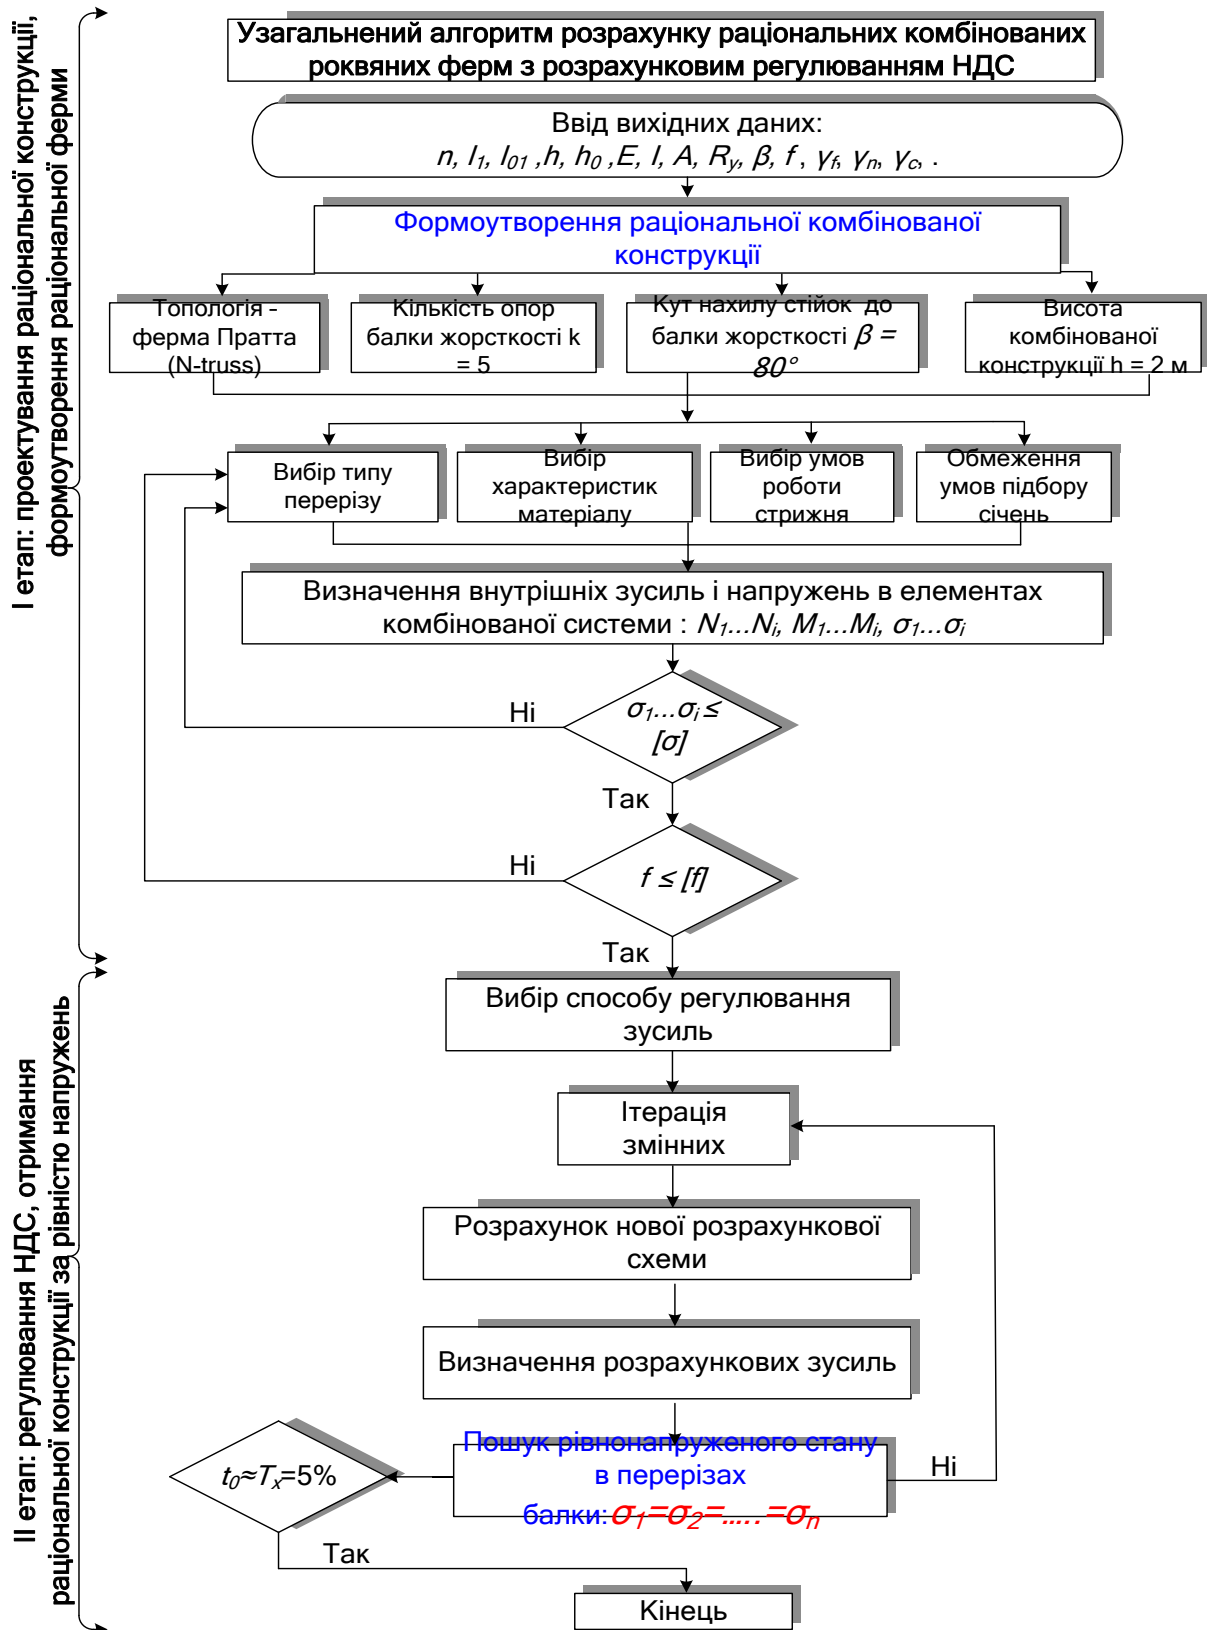 Узагальнений алгоритм розрахунку раціональних комбінованих
роквяних ферм з розрахунковим регулюванням НДС
Ввід вихідних даних:
n, l₁, l₀₁ ,h, h₀ ,E, I, A, Rᵧ, β, f , γf, γn, γc, .
Формоутворення раціональної комбінованої
конструкції
Топологія -
ферма Пратта
(N-truss)
Кількість опор
балки жорсткості k
= 5
Кут нахилу стійок до
балки жорсткості β =
80°
Висота
комбінованої
конструкції h = 2 м
Вибір типу
перерізу
Вибір
характеристик
матеріалу
Вибір умов
роботи
стрижня
Обмеження
умов підбору
січень
Визначення внутрішніх зусиль і напружень в елементах
комбінованої системи : N₁...Nᵢ, M₁...Mᵢ, σ₁...σᵢ
σ₁...σᵢ ≤
[σ]
Ні
Так
f ≤ [f]
Ні
Так
І етап: проектування раціональної конструкції,
формоутворення раціональної ферми
Вибір способу регулювання
зусиль
Ітерація
змінних
Розрахунок нової розрахункової
схеми
Визначення розрахункових зусиль
Пошук рівнонапруженого стану
в перерізах
балки:σ₁=σ₂=.....=σn
Ні
t₀≈Tₓ=5%
Так
Кінець
ІІ етап: регулювання НДС, отримання
раціональної конструкції за рівністю напружень